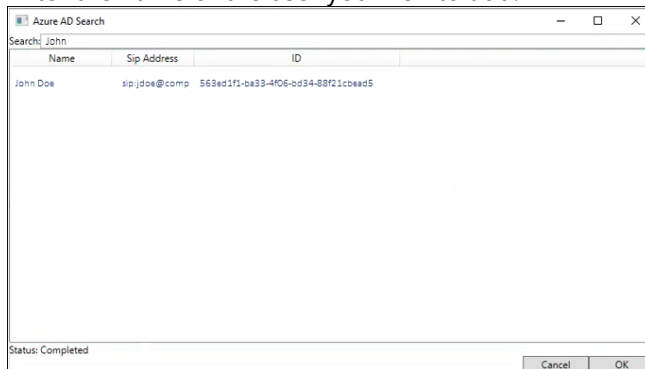 Azure AD Search
Search: John
Name Sip Address ID
John Doe sip:jdoe@comp 563ed1f1-ba33-4f06-bd34-88f21cbead5
Status: Completed
Cancel OK